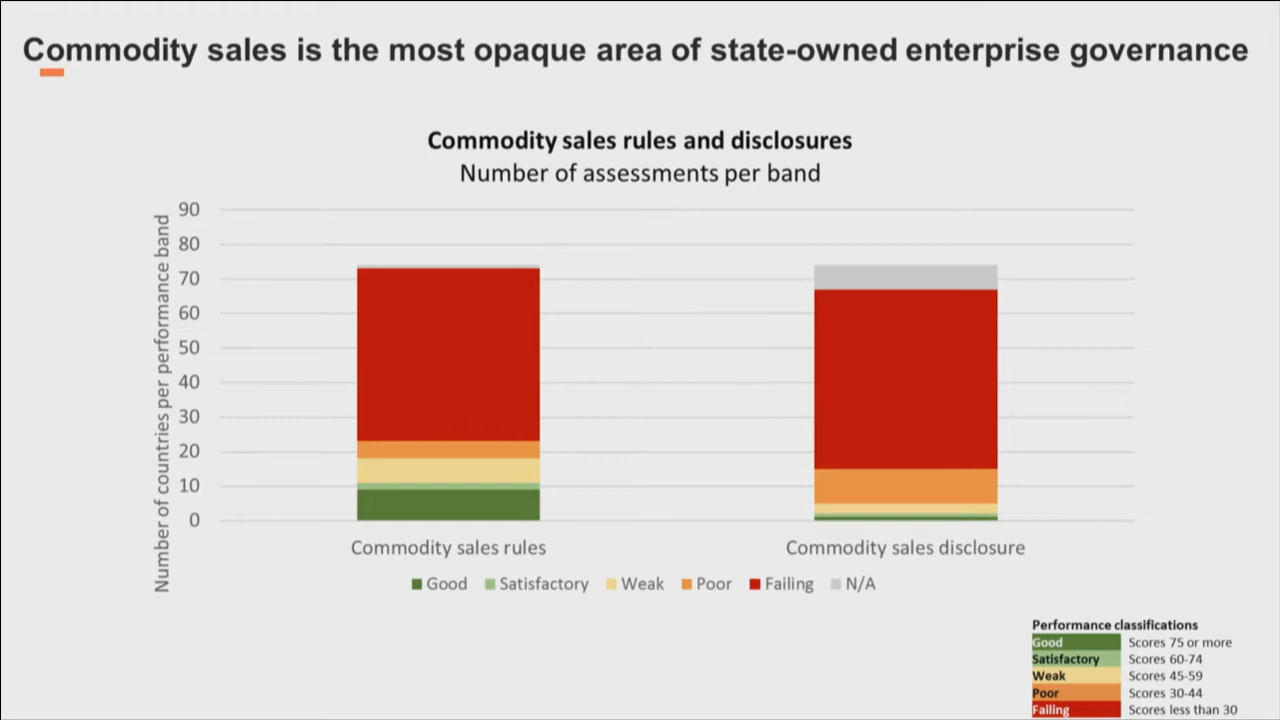 Commodity sales is the most opaque area of state-owned enterprise governance
Commodity sales rules and disclosures
Number of assessments per band
Number of countries per performance band
90
80
70
60
50
40
30
20
10
0
Commodity sales rules
Commodity sales disclosure
Good Satisfactory Weak Poor Failing N/A
Performance classifications
Good Scores 75 or more
Satisfactory Scores 60-74
Weak Scores 45-59
Poor Scores 30-44
Failing Scores less than 30